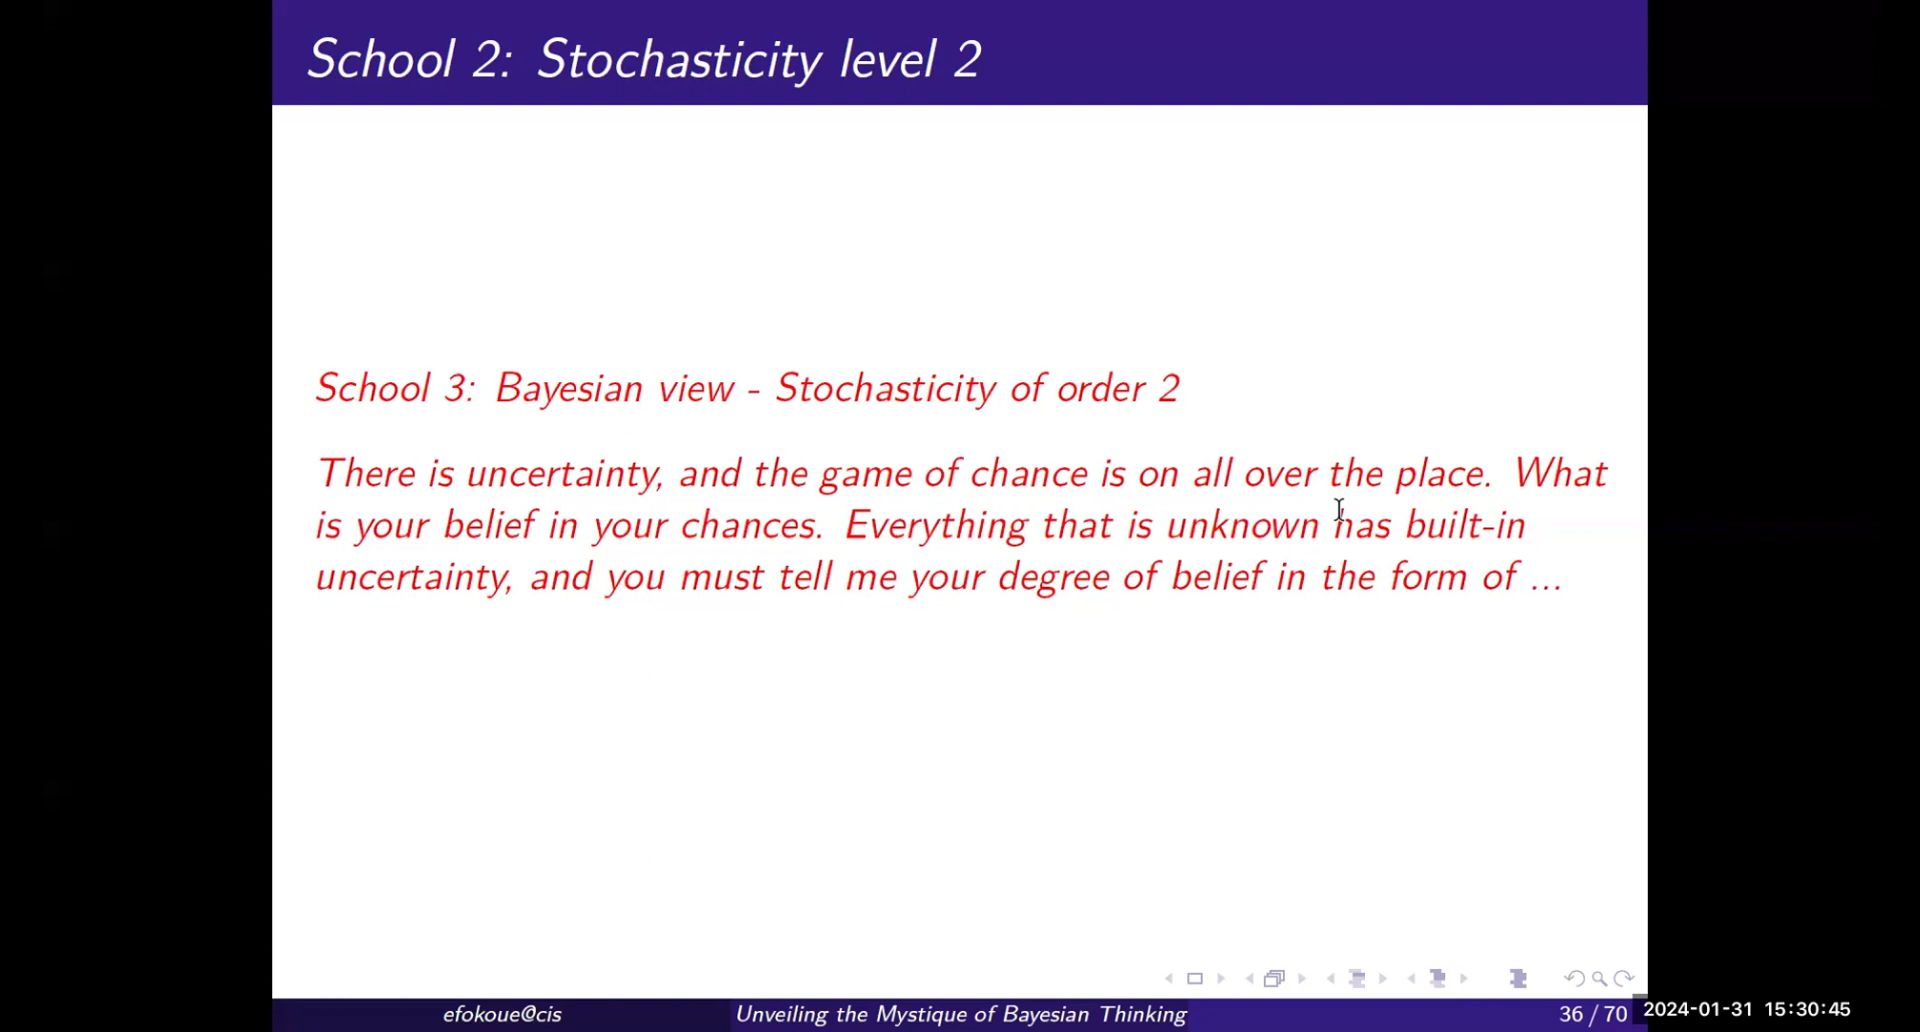 School 2: Stochasticity level 2
School 3: Bayesian view - Stochasticity of order 2
There is uncertainty, and the game of chance is on all over the place. What
is your belief in your chances. Everything that is unknown has built-in
uncertainty, and you must tell me your degree of belief in the form of ...
efokoue@cis
Unveiling the Mystique of Bayesian Thinking
36 / 70
2024-01-31 15:30:45